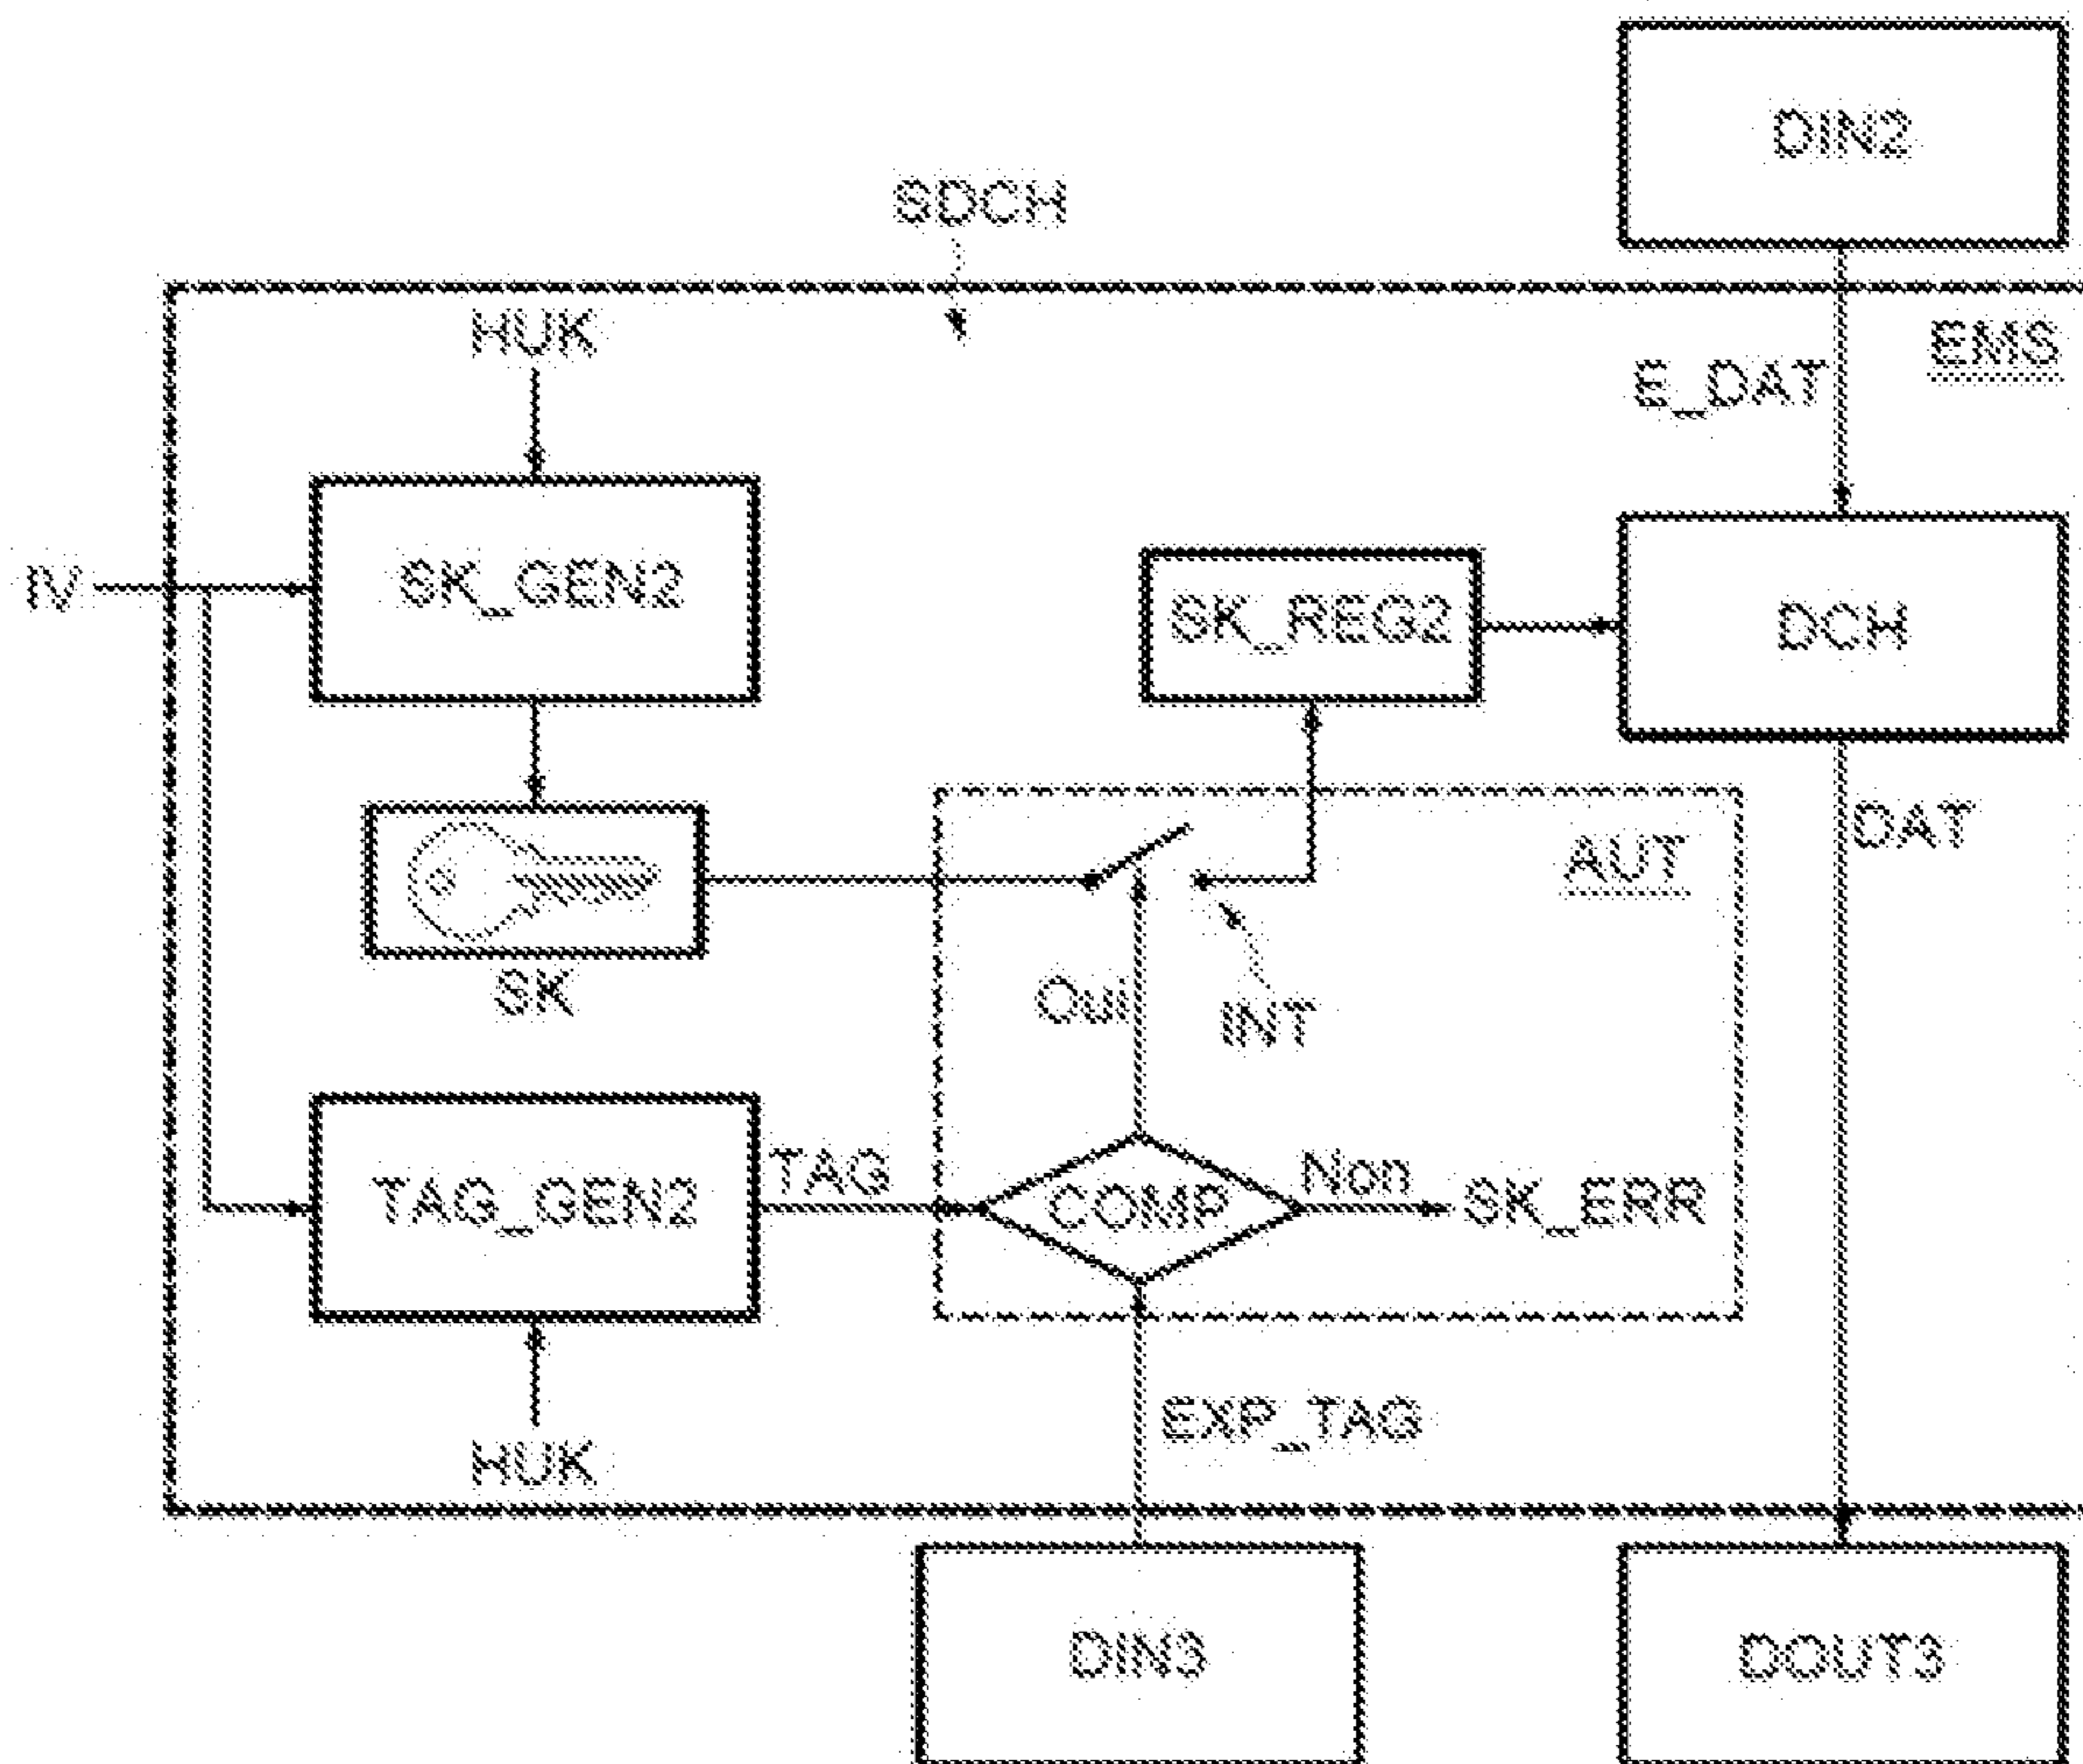 DIN2
SDCH
HUK
EMS
E_DAT
IV
SK_GEN2
SK_REG2
DCH
DAT
AUT
SK
Oui
INT
TAG_GEN2
TAG
COMP
Non
SK_ERR
EXP_TAG
HUK
DIN3
DOUT3